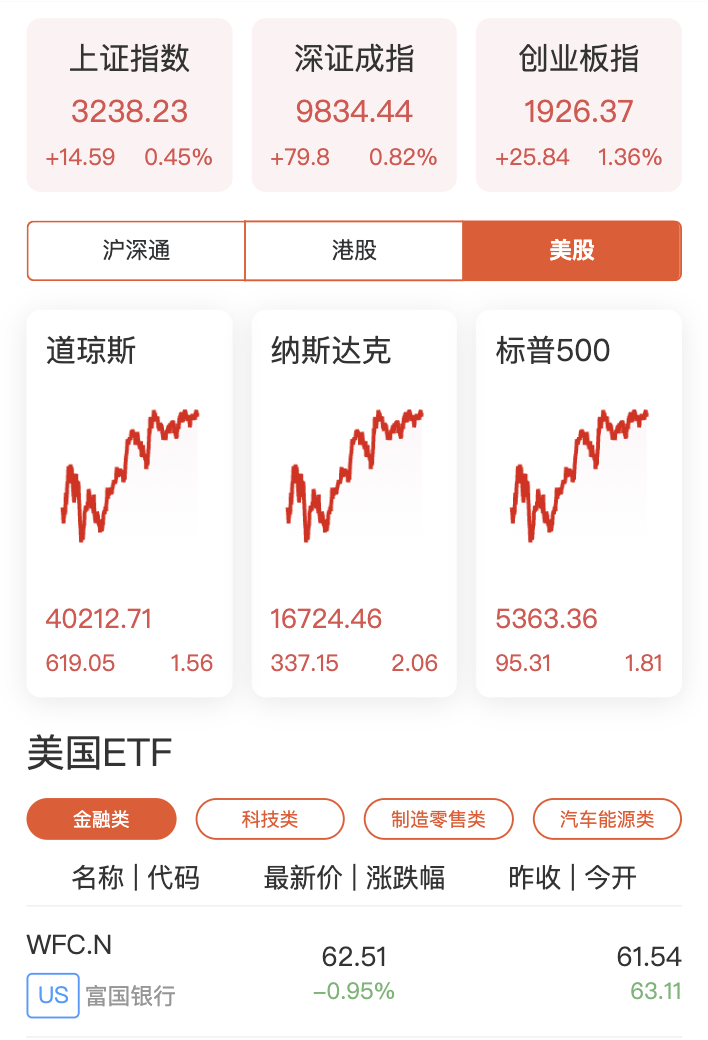 上证指数 深证成指 创业板指
3238.23 9834.44 1926.37
+14.59 0.45% +79.8 0.82% +25.84 1.36%
沪深通 港股 美股
道琼斯 纳斯达克 标普500
40212.71 16724.46 5363.36
619.05 1.56 337.15 2.06 95.31 1.81
美国ETF
金融类 科技类 制造零售类 汽车能源类
名称 | 代码 最新价 | 涨跌幅 昨收 | 今开
WFC.N 62.51 61.54
US 富国银行 −0.95% 63.11